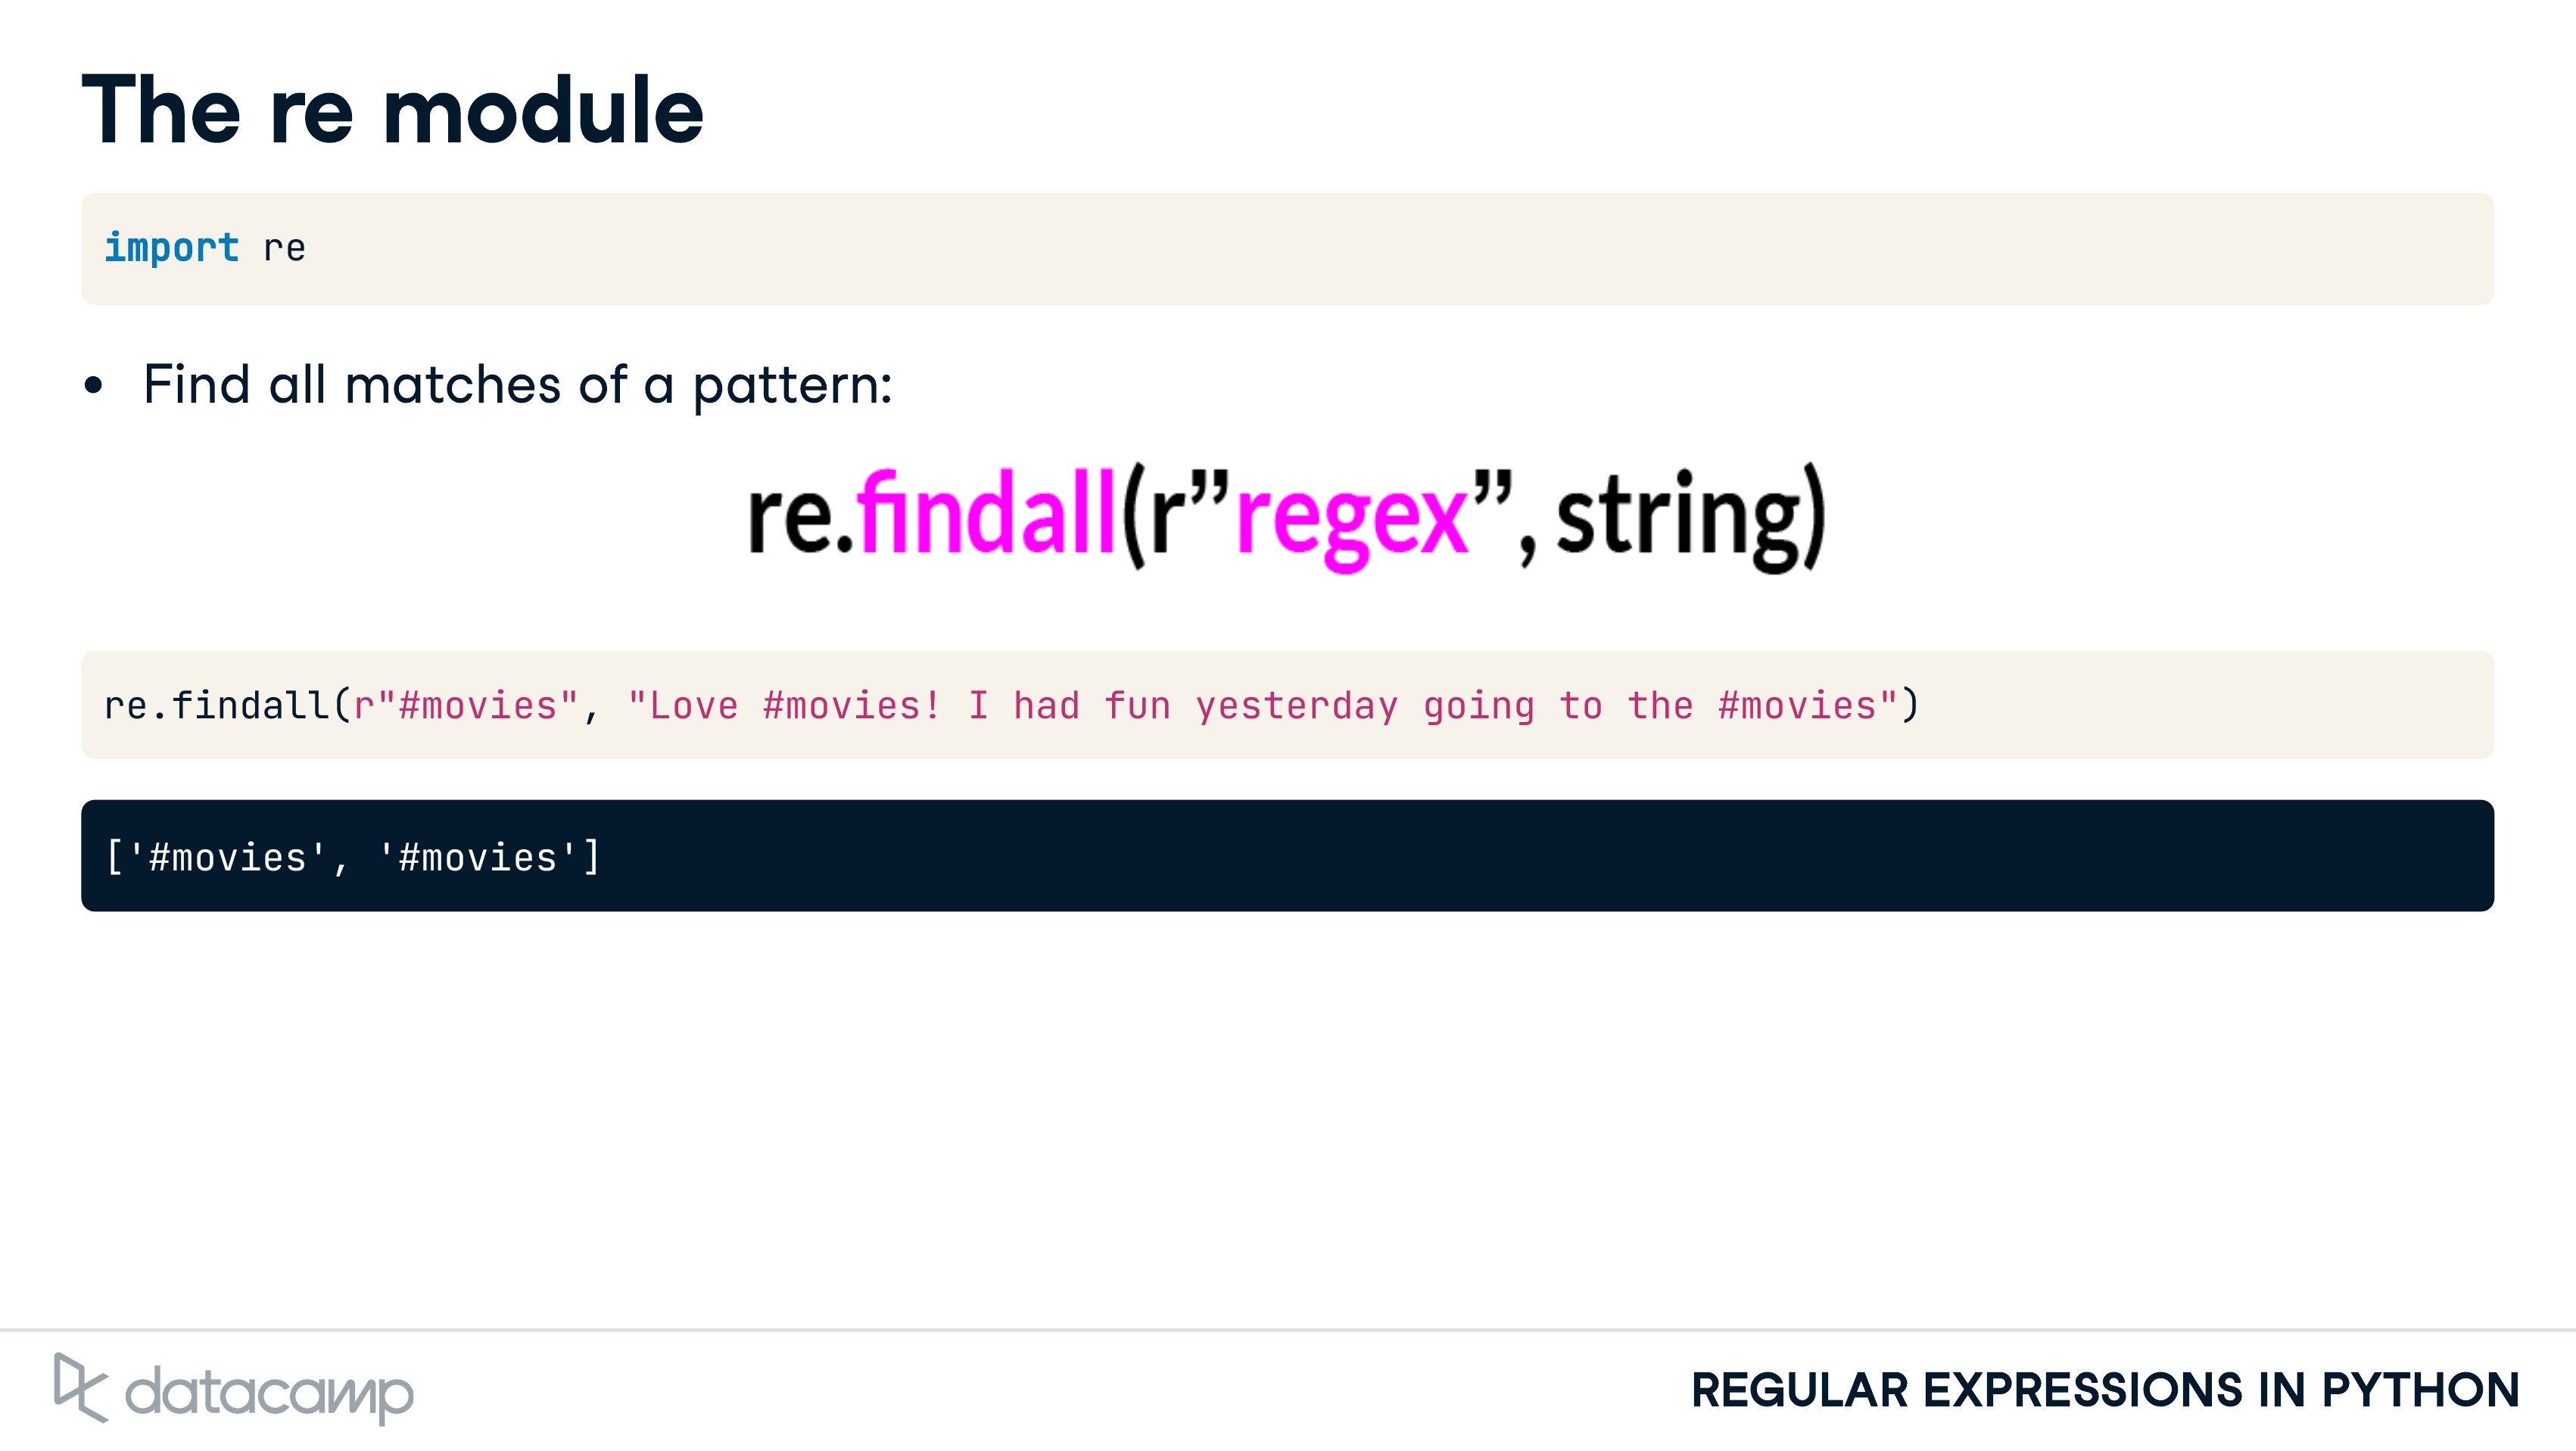 The re module
import re
• Find all matches of a pattern:
re.findall(r”regex”, string)
re.findall(r"#movies", "Love #movies! I had fun yesterday going to the #movies")
['#movies', '#movies']
datacamp
REGULAR EXPRESSIONS IN PYTHON